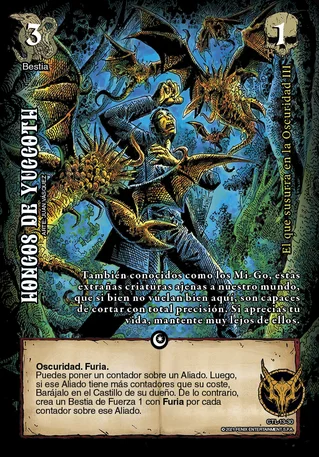 3
1
Bestia
HONGOS DE YUGGOTH
El que susurra en la Oscuridad III
También conocidos como los Mi-Go, estas
extrañas criaturas ajenas a nuestro mundo,
que si bien no vuelan bien aquí, son capaces
de cortar con total precisión. Si aprecias tu
vida, mantente muy lejos de ellos.
Oscuridad. Furia.
Puedes poner un contador sobre un Aliado. Luego,
si ese Aliado tiene más contadores que su coste,
Barájalo en el Castillo de su dueño. De lo contrario,
crea un Bestia de Fuerza 1 con Furia por cada
contador sobre ese Aliado.
© 2021 FENIX ENTERTAINMENT S.P.A.